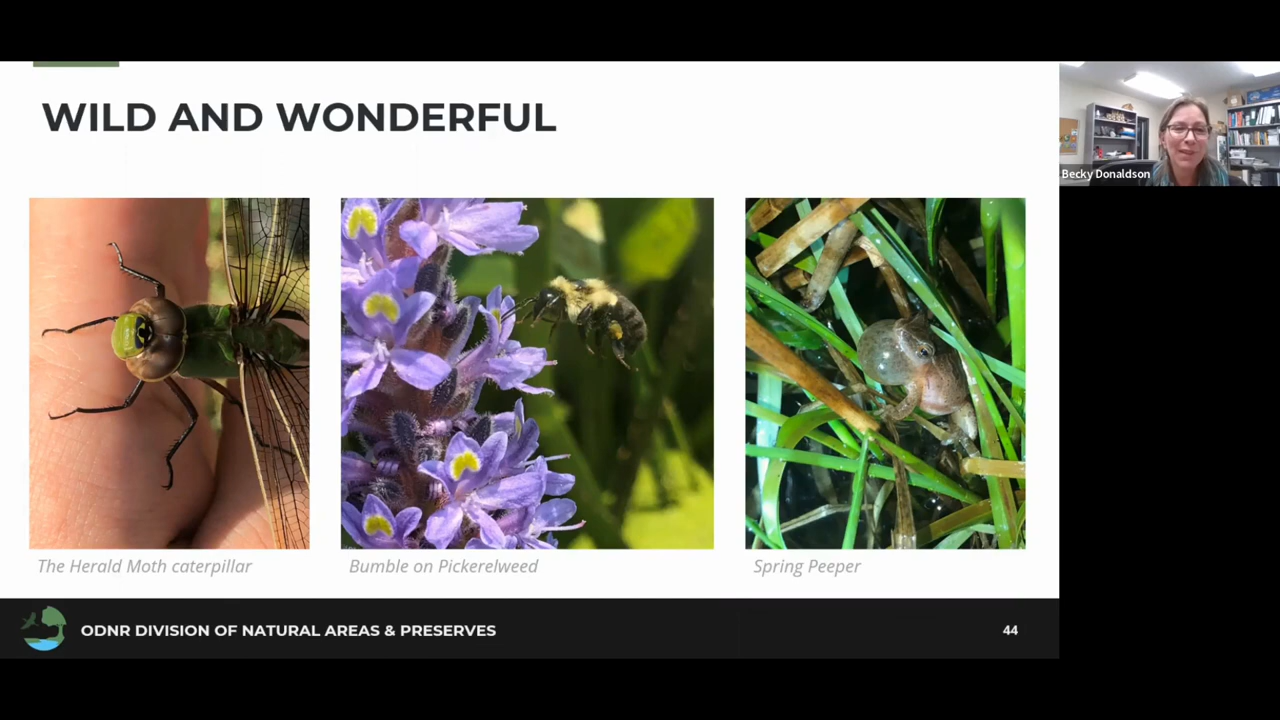 WILD AND WONDERFUL
Becky Donaldson
The Herald Moth caterpillar
Bumble on Pickerelweed
Spring Peeper
ODNR DIVISION OF NATURAL AREAS & PRESERVES
44